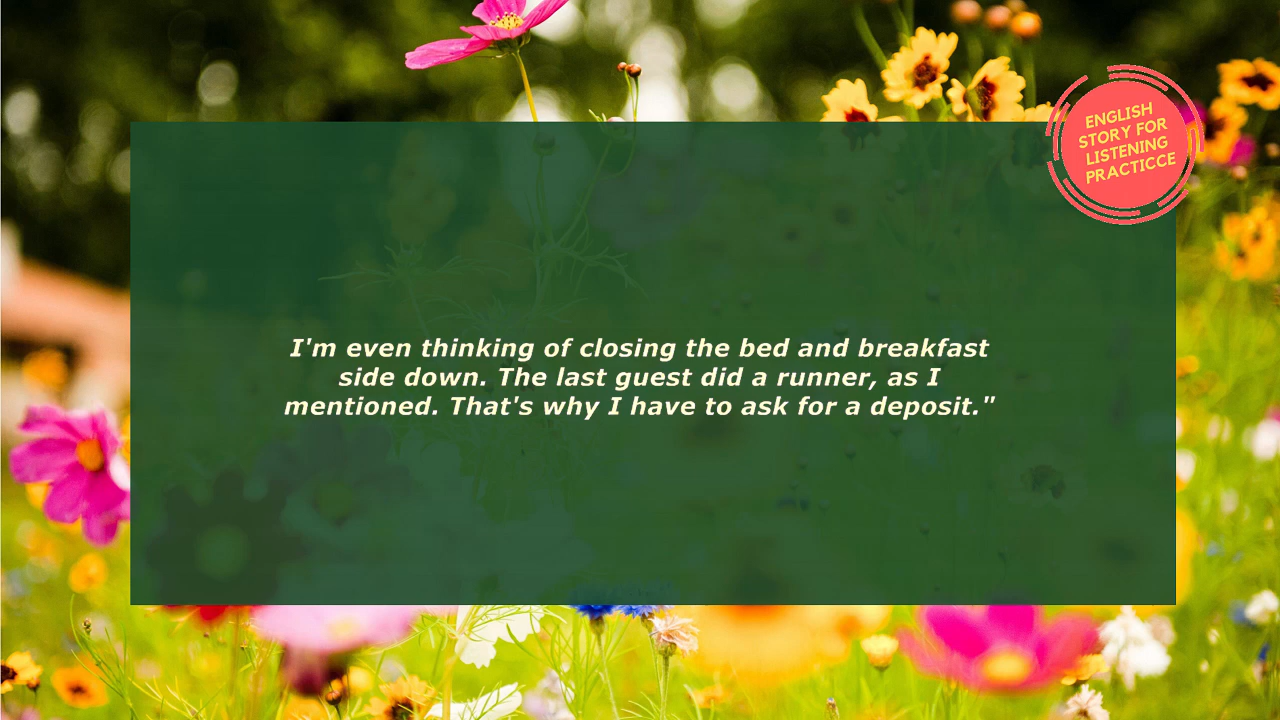 ENGLISH
STORY FOR
LISTENING
PRACTICCE
I'm even thinking of closing the bed and breakfast
side down. The last guest did a runner, as I
mentioned. That's why I have to ask for a deposit."